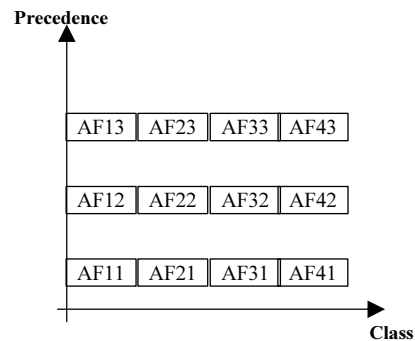 Precedence
AF13 AF23 AF33 AF43
AF12 AF22 AF32 AF42
AF11 AF21 AF31 AF41
Class